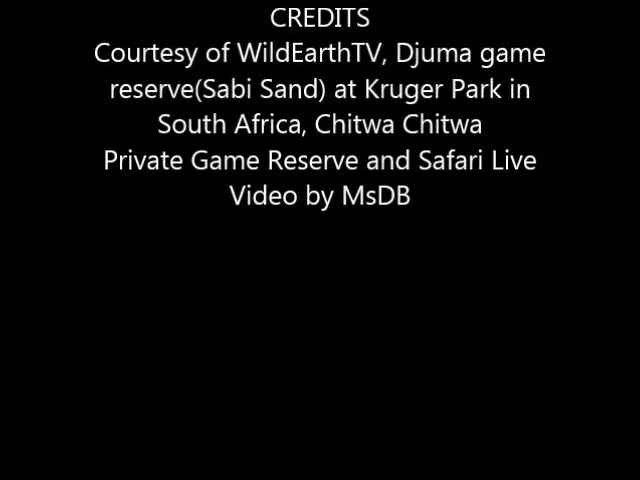 CREDITS
Courtesy of WildEarthTV, Djuma game
reserve(Sabi Sand) at Kruger Park in
South Africa, Chitwa Chitwa
Private Game Reserve and Safari Live
Video by MsDB